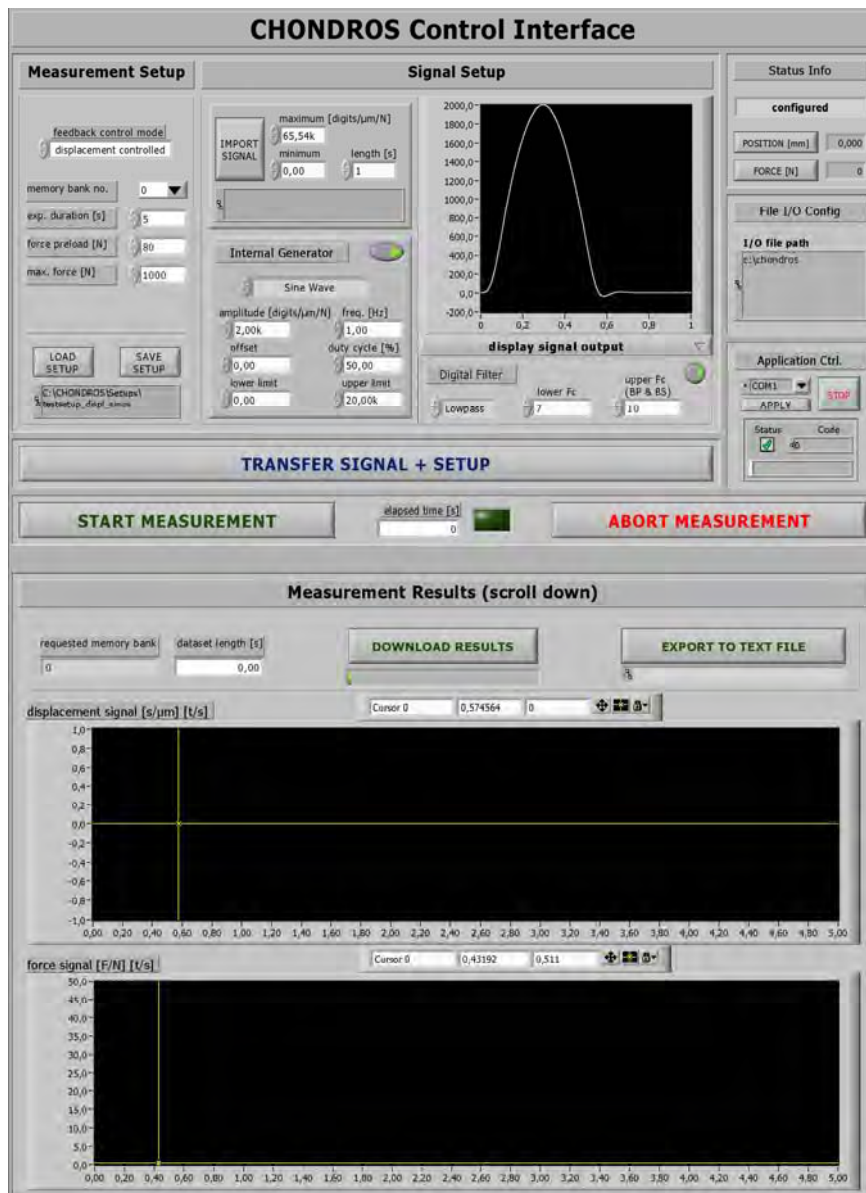 CHONDROS Control Interface
Measurement Setup
feedback control mode
displacement controlled
memory bank no.
0
exp. duration [s]
5
force preload [N]
80
max. force [N]
1000
LOAD
SETUP
SAVE
SETUP
C:\CHONDROS\Setups\
Signal Setup
IMPORT
SIGNAL
maximum [digits/µm/N]
65,54k
minimum
0,00
length [s]
1
Internal Generator
Sine Wave
amplitude [digits/µm/N]
2,00k
freq. [Hz]
1,00
offset
0,00
duty cycle [%]
50,00
lower limit
0,00
upper limit
20,00k
2000,0
1800,0
1600,0
1400,0
1200,0
1000,0
800,0
600,0
400,0
200,0
0,0
-200,0
0 0,2 0,4 0,6 0,8 1
display signal output
Digital Filter
Lowpass
lower Fc
7
upper Fc
(BP & BS)
10
Status Info
configured
POSITION [mm] 0,000
FORCE [N] 0
File I/O Config
I/O file path
c:\chondros
Application Ctrl.
COM1
APPLY
STOP
Status Code
TRANSFER SIGNAL + SETUP
START MEASUREMENT
elapsed time [s]
0
ABORT MEASUREMENT
Measurement Results (scroll down)
requested memory bank
0
dataset length [s]
0,00
DOWNLOAD RESULTS
EXPORT TO TEXT FILE
displacement signal [s/µm] [t/s]
Cursor 0 0,574564 0
1,0
0,8
0,6
0,4
0,2
0,0
-0,2
-0,4
-0,6
-0,8
-1,0
0,00 0,20 0,40 0,60 0,80 1,00 1,20 1,40 1,60 1,80 2,00 2,20 2,40 2,60 2,80 3,00 3,20 3,40 3,60 3,80 4,00 4,20 4,40 4,60 4,80 5,00
force signal [F/N] [t/s]
Cursor 0 0,43192 0,511
50,0
45,0
40,0
35,0
30,0
25,0
20,0
15,0
10,0
5,0
0,0
0,00 0,20 0,40 0,60 0,80 1,00 1,20 1,40 1,60 1,80 2,00 2,20 2,40 2,60 2,80 3,00 3,20 3,40 3,60 3,80 4,00 4,20 4,40 4,60 4,80 5,00